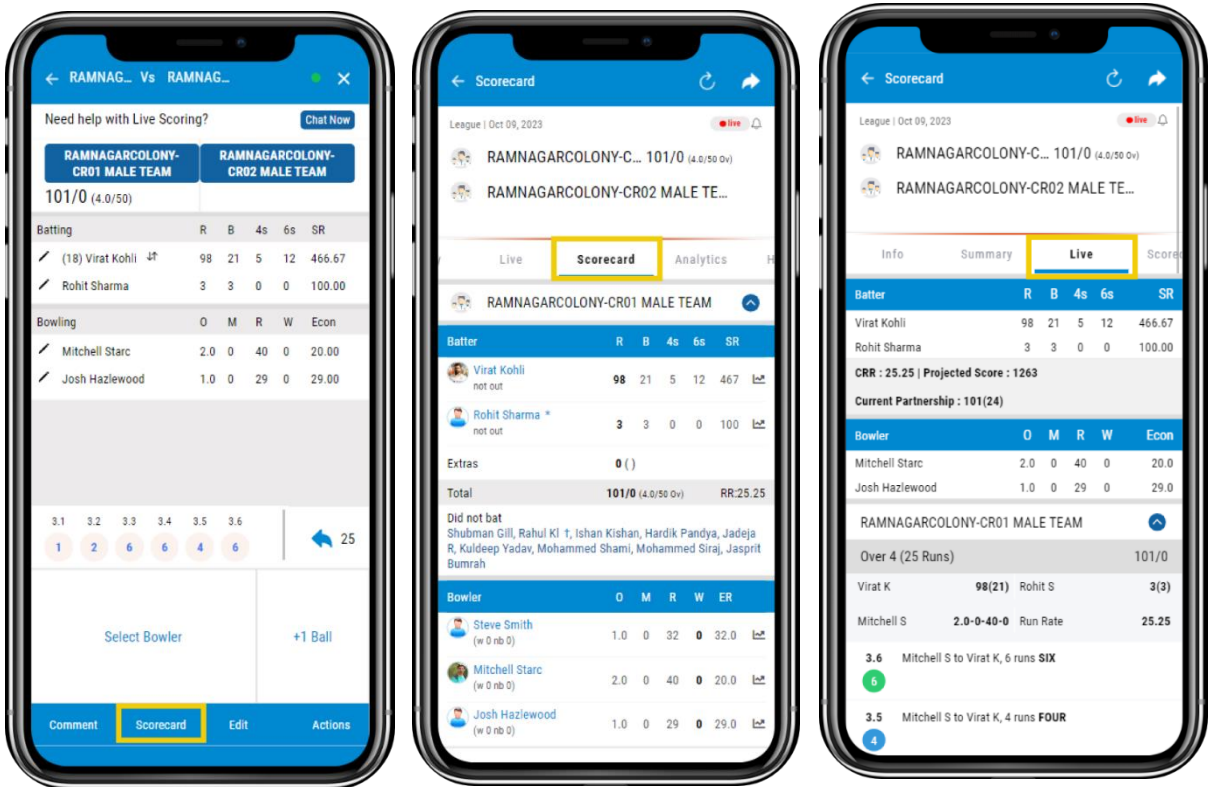 ← RAMNAG... Vs RAMNAG... ×
Need help with Live Scoring? Chat Now
RAMNAGARCOLONY-CR01 MALE TEAM RAMNAGARCOLONY-CR02 MALE TEAM
101/0 (4.0/50)
Batting R B 4s 6s SR
(18) Virat Kohli 98 21 5 12 466.67
Rohit Sharma 3 3 0 0 100.00
Bowling O M R W Econ
Mitchell Starc 2.0 0 40 0 20.00
Josh Hazlewood 1.0 0 29 0 29.00
3.1 3.2 3.3 3.4 3.5 3.6
1 2 6 6 4 6 25
Select Bowler +1 Ball
Comment Scorecard Edit Actions
← Scorecard
League | Oct 09, 2023 live
RAMNAGARCOLONY-C... 101/0 (4.0/50 Ov)
RAMNAGARCOLONY-CR02 MALE TE...
y Live Scorecard Analytics H
RAMNAGARCOLONY-CR01 MALE TEAM
Batter R B 4s 6s SR
Virat Kohli 98 21 5 12 467
not out
Rohit Sharma * 3 3 0 0 100
not out
Extras 0 ( )
Total 101/0 (4.0/50 Ov) RR:25.25
Did not bat
Shubman Gill, Rahul Kl †, Ishan Kishan, Hardik Pandya, Jadeja
R, Kuldeep Yadav, Mohammed Shami, Mohammed Siraj, Jasprit
Bumrah
Bowler O M R W ER
Steve Smith 1.0 0 32 0 32.0
(w 0 nb 0)
Mitchell Starc 2.0 0 40 0 20.0
(w 0 nb 0)
Josh Hazlewood 1.0 0 29 0 29.0
(w 0 nb 0)
← Scorecard
League | Oct 09, 2023 live
RAMNAGARCOLONY-C... 101/0 (4.0/50 Ov)
RAMNAGARCOLONY-CR02 MALE TE...
Info Summary Live Scorec
Batter R B 4s 6s SR
Virat Kohli 98 21 5 12 466.67
Rohit Sharma 3 3 0 0 100.00
CRR : 25.25 | Projected Score : 1263
Current Partnership : 101(24)
Bowler O M R W Econ
Mitchell Starc 2.0 0 40 0 20.0
Josh Hazlewood 1.0 0 29 0 29.0
RAMNAGARCOLONY-CR01 MALE TEAM
Over 4 (25 Runs) 101/0
Virat K 98(21) Rohit S 3(3)
Mitchell S 2.0-0-40-0 Run Rate 25.25
3.6 Mitchell S to Virat K, 6 runs SIX
6
3.5 Mitchell S to Virat K, 4 runs FOUR
4